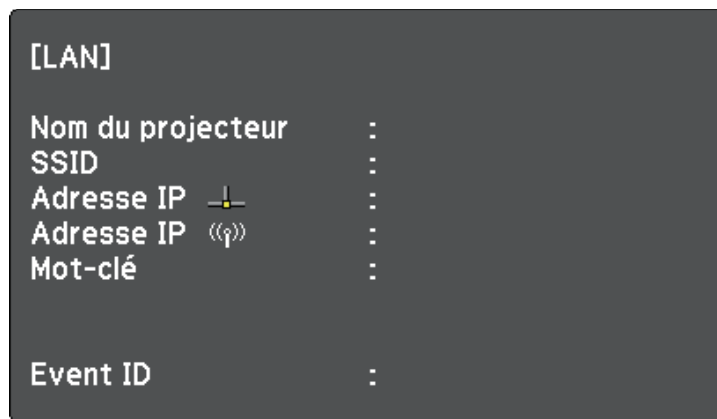 [LAN]
Nom du projecteur :
SSID :
Adresse IP :
Adresse IP :
Mot-clé :
Event ID :